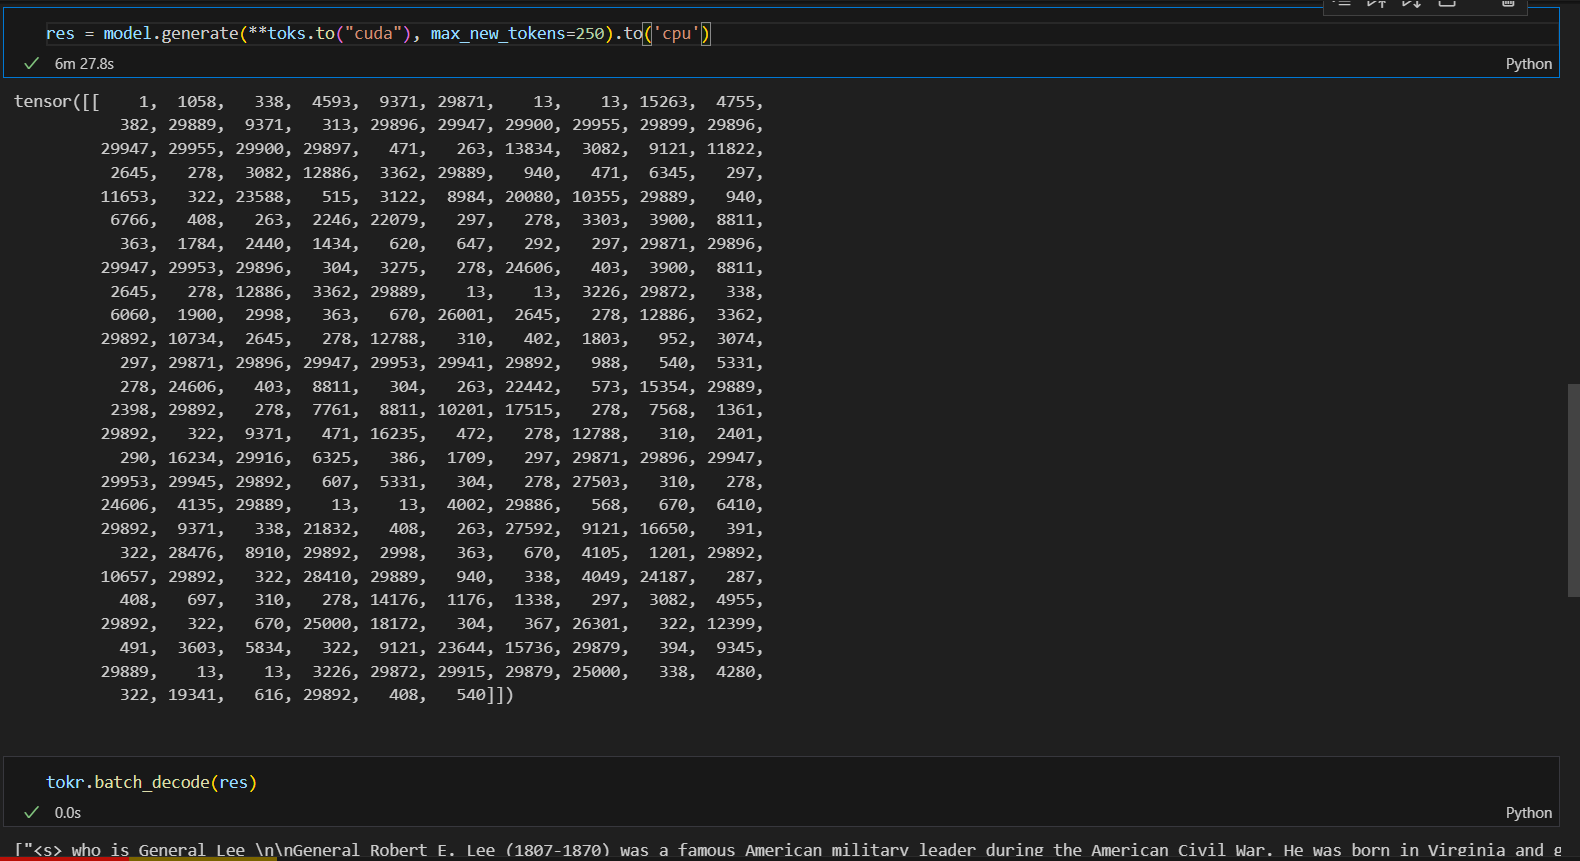 res = model.generate(**toks.to("cuda"), max_new_tokens=250).to('cpu')
6m 27.8s
Python
tensor([[ 1, 1058, 338, 4593, 9371, 29871, 13, 13, 15263, 4755,
382, 29889, 9371, 313, 29896, 29947, 29900, 29955, 29899, 29896,
29947, 29955, 29900, 29897, 471, 263, 13834, 3082, 9121, 11822,
2645, 278, 3082, 12886, 3362, 29889, 940, 471, 6345, 297,
11653, 322, 23588, 515, 3122, 8984, 20080, 10355, 29889, 940,
6766, 408, 263, 2246, 22079, 297, 278, 3303, 3900, 8811,
363, 1784, 2440, 1434, 620, 647, 292, 297, 29871, 29896,
29947, 29953, 29896, 304, 3275, 278, 24606, 403, 3900, 8811,
2645, 278, 12886, 3362, 29889, 13, 13, 3226, 29872, 338,
6060, 1900, 2998, 363, 670, 26001, 2645, 278, 12886, 3362,
29892, 10734, 2645, 278, 12788, 310, 402, 1803, 952, 3074,
297, 29871, 29896, 29947, 29953, 29941, 29892, 988, 540, 5331,
278, 24606, 403, 8811, 304, 263, 22442, 573, 15354, 29889,
2398, 29892, 278, 7761, 8811, 10201, 17515, 278, 7568, 1361,
29892, 322, 9371, 471, 16235, 472, 278, 12788, 310, 2401,
290, 16234, 29916, 6325, 386, 1709, 297, 29871, 29896, 29947,
29953, 29945, 29892, 607, 5331, 304, 278, 27503, 310, 278,
24606, 4135, 29889, 13, 13, 4002, 29886, 568, 670, 6410,
29892, 9371, 338, 21832, 408, 263, 27592, 9121, 16650, 391,
322, 28476, 8910, 29892, 2998, 363, 670, 4105, 1201, 29892,
10657, 29892, 322, 28410, 29889, 940, 338, 4049, 24187, 287,
408, 697, 310, 278, 14176, 1176, 1338, 297, 3082, 4955,
29892, 322, 670, 25000, 18172, 304, 367, 26301, 322, 12399,
491, 3603, 5834, 322, 9121, 23644, 15736, 29879, 394, 9345,
29889, 13, 13, 3226, 29872, 29915, 29879, 25000, 338, 4280,
322, 19341, 616, 29892, 408, 540]])
tokr.batch_decode(res)
0.0s
Python
["<s> who is General Lee \n\nGeneral Robert E. Lee (1807-1870) was a famous American military leader during the American Civil War. He was born in Virginia and g